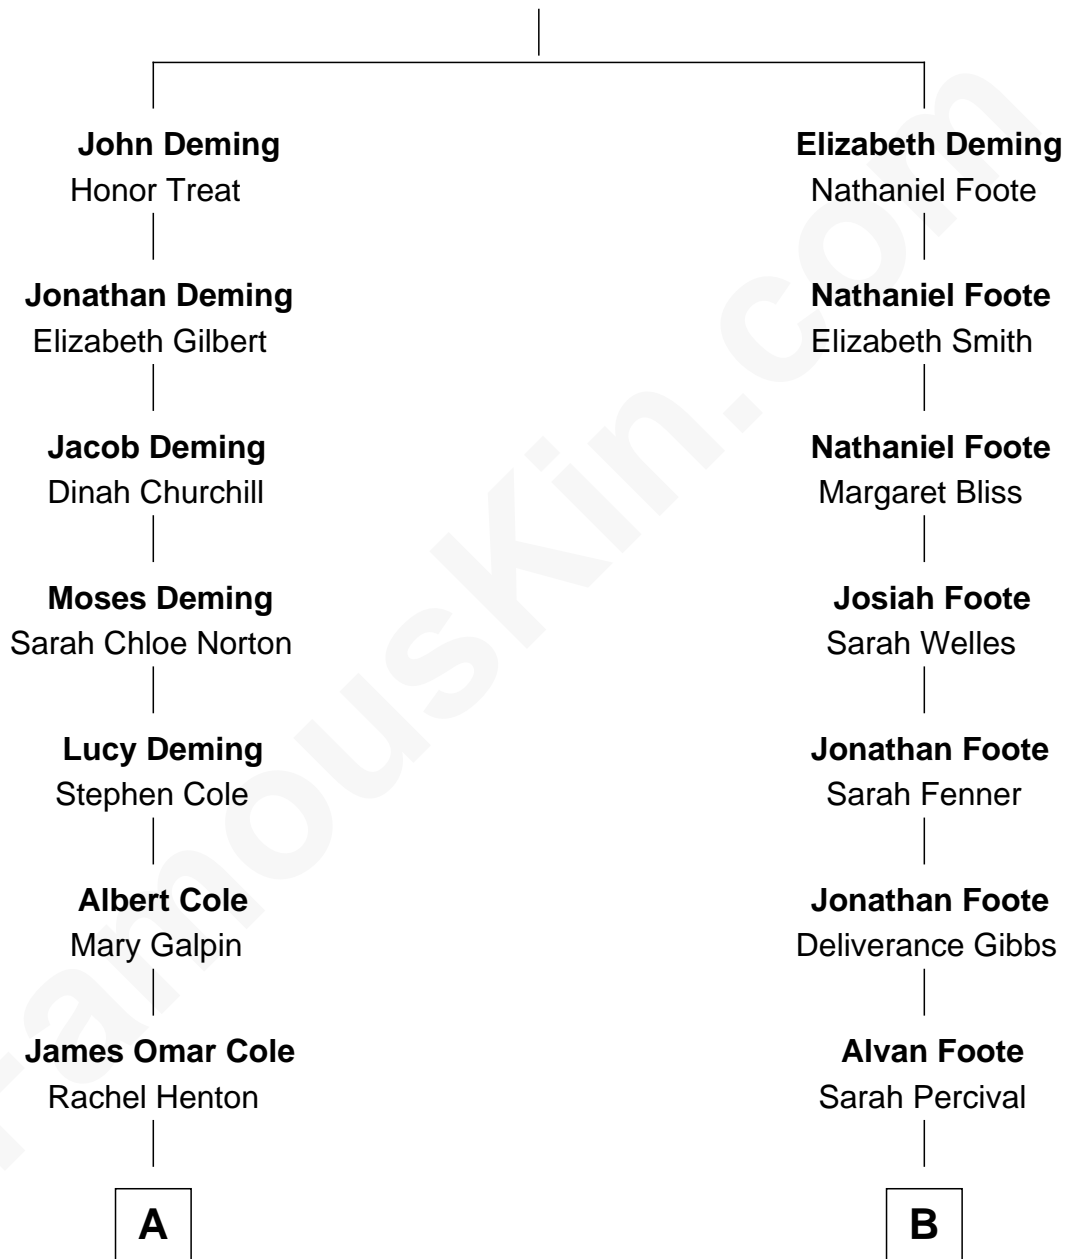 John Deming
Honor Treat
Jonathan Deming
Elizabeth Gilbert
Jacob Deming
Dinah Churchill
Moses Deming
Sarah Chloe Norton
Lucy Deming
Stephen Cole
Albert Cole
Mary Galpin
James Omar Cole
Rachel Henton
A
Elizabeth Deming
Nathaniel Foote
Nathaniel Foote
Elizabeth Smith
Nathaniel Foote
Margaret Bliss
Josiah Foote
Sarah Welles
Jonathan Foote
Sarah Fenner
Jonathan Foote
Deliverance Gibbs
Alvan Foote
Sarah Percival
B
FamousKin.com